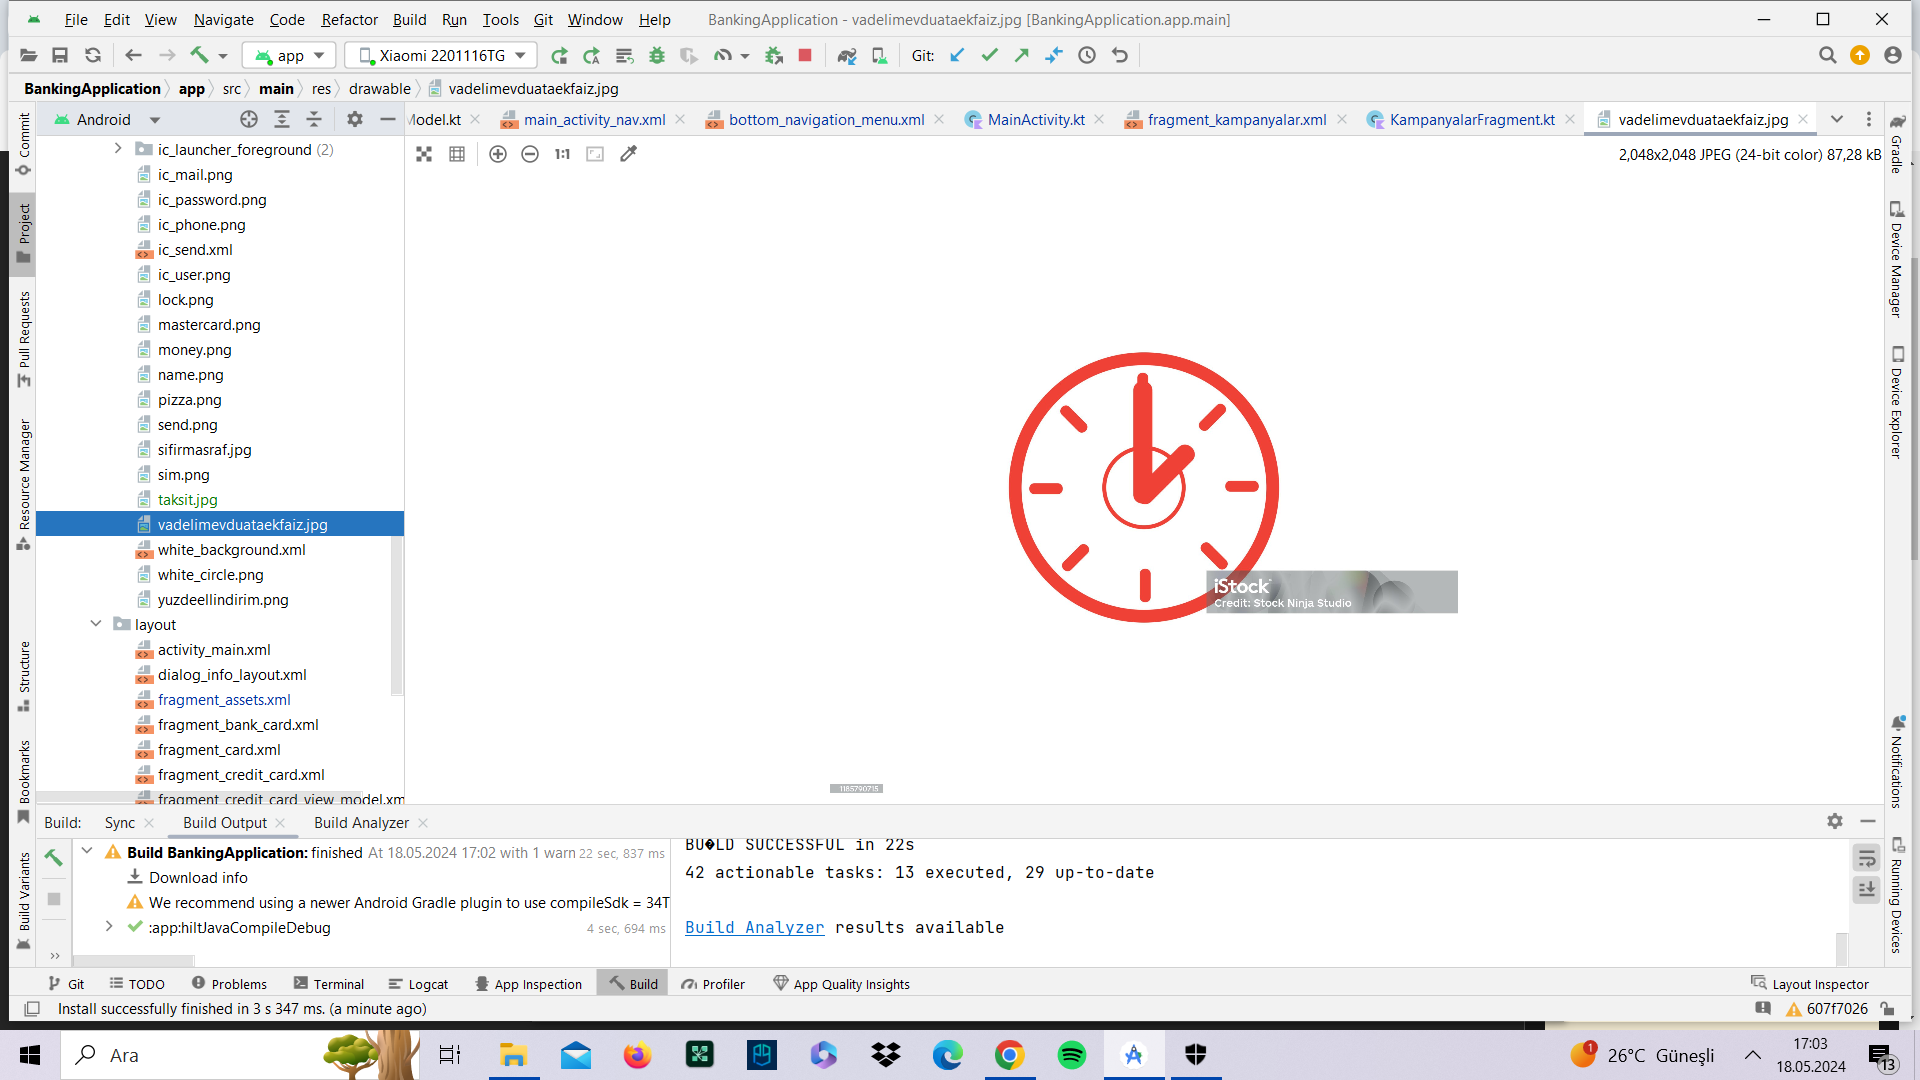 File Edit View Navigate Code Refactor Build Run Tools Git Window Help BankingApplication - vadelimevduataekfaiz.jpg [BankingApplication.app.main]
app Xiaomi 2201116TG Git:
BankingApplication app src main res drawable vadelimevduataekfaiz.jpg
Android Model.kt main_activity_nav.xml bottom_navigation_menu.xml MainActivity.kt fragment_kampanyalar.xml KampanyalarFragment.kt vadelimevduataekfaiz.jpg
1:1 2,048x2,048 JPEG (24-bit color) 87,28 kB
Commit
Project
Pull Requests
Resource Manager
Structure
Bookmarks
Build Variants
ic_launcher_foreground (2)
ic_mail.png
ic_password.png
ic_phone.png
ic_send.xml
ic_user.png
lock.png
mastercard.png
money.png
name.png
pizza.png
send.png
sifirmasraf.jpg
sim.png
taksit.jpg
vadelimevduataekfaiz.jpg
white_background.xml
white_circle.png
yuzdeellindirim.png
layout
activity_main.xml
dialog_info_layout.xml
fragment_assets.xml
fragment_bank_card.xml
fragment_card.xml
fragment_credit_card.xml
fragment_credit_card_view_model.xm
iStock
Credit: Stock Ninja Studio
1185790715
Gradle
Device Manager
Device Explorer
Notifications
Running Devices
Build: Sync Build Output Build Analyzer
Build BankingApplication: finished At 18.05.2024 17:02 with 1 warn 22 sec, 837 ms
Download info
We recommend using a newer Android Gradle plugin to use compileSdk = 34T
:app:hiltJavaCompileDebug 4 sec, 694 ms
BU�LD SUCCESSFUL in 22s
42 actionable tasks: 13 executed, 29 up-to-date
Build Analyzer results available
Git TODO Problems Terminal Logcat App Inspection Build Profiler App Quality Insights Layout Inspector
Install successfully finished in 3 s 347 ms. (a minute ago) 607f7026
Ara 1 26°C Güneşli 17:03
18.05.2024 13